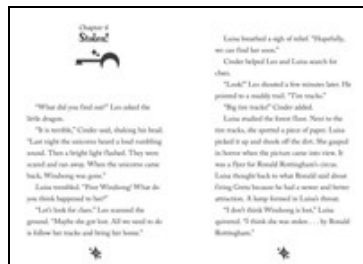 Chapter 6
Stolen!
"What did you find out?" Leo asked the
little dragon.
"It is terrible," Cinder said, shaking his head.
"Last night the unicorns heard a loud rumbling
sound. Then a bright light flashed. They were
scared and ran away. When the unicorns came
back, Windsong was gone."
Luisa trembled. "Poor Windsong! What do
you think happened to her?"
"Let's look for clues." Leo scanned the
ground. "Maybe she got lost. All we need to do
is follow her tracks and bring her home."
Luisa breathed a sigh of relief. "Hopefully,
we can find her soon."
Cinder helped Leo and Luisa search for
clues.
"Look!" Leo shouted a few minutes later. He
pointed to a muddy trail. "Tire tracks."
"Big tire tracks!" Cinder added.
Luisa studied the forest floor. Next to the
tire tracks, she spotted a piece of paper. Luisa
picked it up and shook off the dirt. She gasped
in horror when the picture came into view. It
was a flyer for Ronald Rottingham's circus.
Luisa thought back to what Ronald said about
firing Greta because he had a newer and better
attraction. A lump formed in Luisa's throat.
"I don't think Windsong is lost," Luisa
quivered. "I think she was stolen . . . by Ronald
Rottingham."